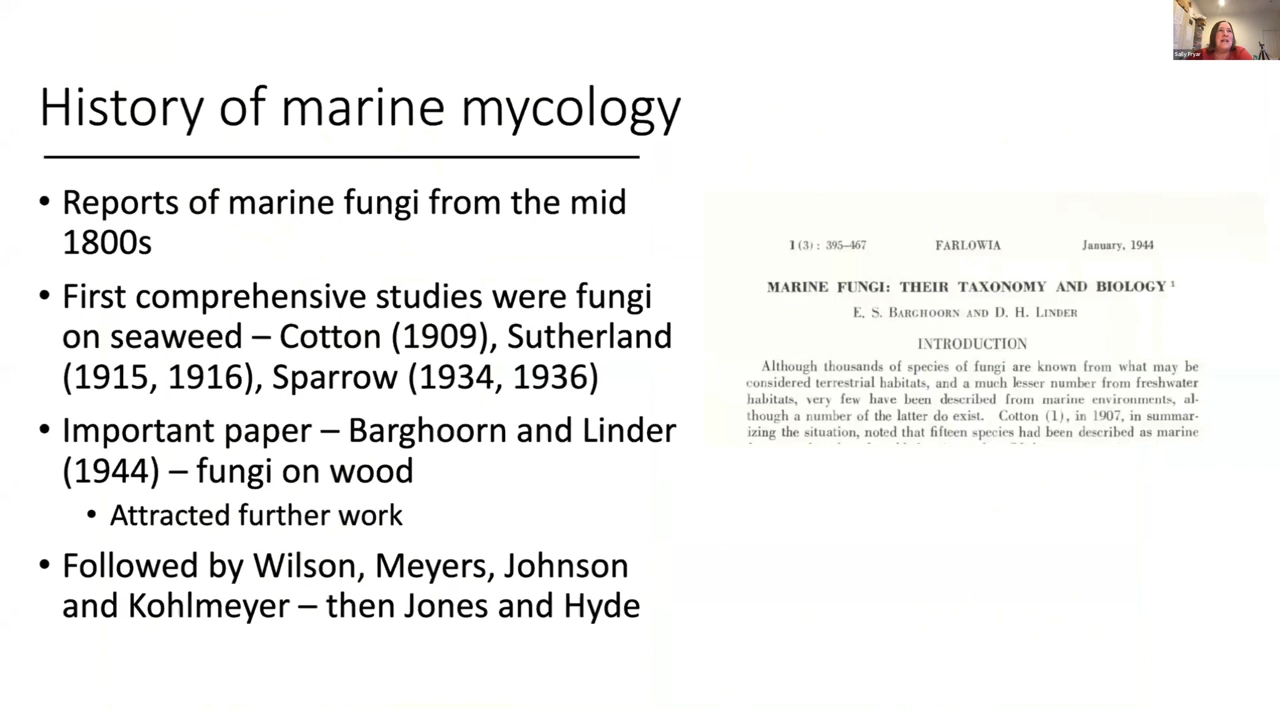 Sally Fryar
History of marine mycology
• Reports of marine fungi from the mid
1800s
• First comprehensive studies were fungi
on seaweed – Cotton (1909), Sutherland
(1915, 1916), Sparrow (1934, 1936)
• Important paper – Barghoorn and Linder
(1944) – fungi on wood
• Attracted further work
• Followed by Wilson, Meyers, Johnson
and Kohlmeyer – then Jones and Hyde
1 (3) : 395–467 FARLOWIA January, 1944
MARINE FUNGI: THEIR TAXONOMY AND BIOLOGY ¹
E. S. BARGHOORN AND D. H. LINDER
INTRODUCTION
Although thousands of species of fungi are known from what may be
considered terrestrial habitats, and a much lesser number from freshwater
habitats, very few have been described from marine environments, al-
though a number of the latter do exist. Cotton (1), in 1907, in summar-
izing the situation, noted that fifteen species had been described as marine